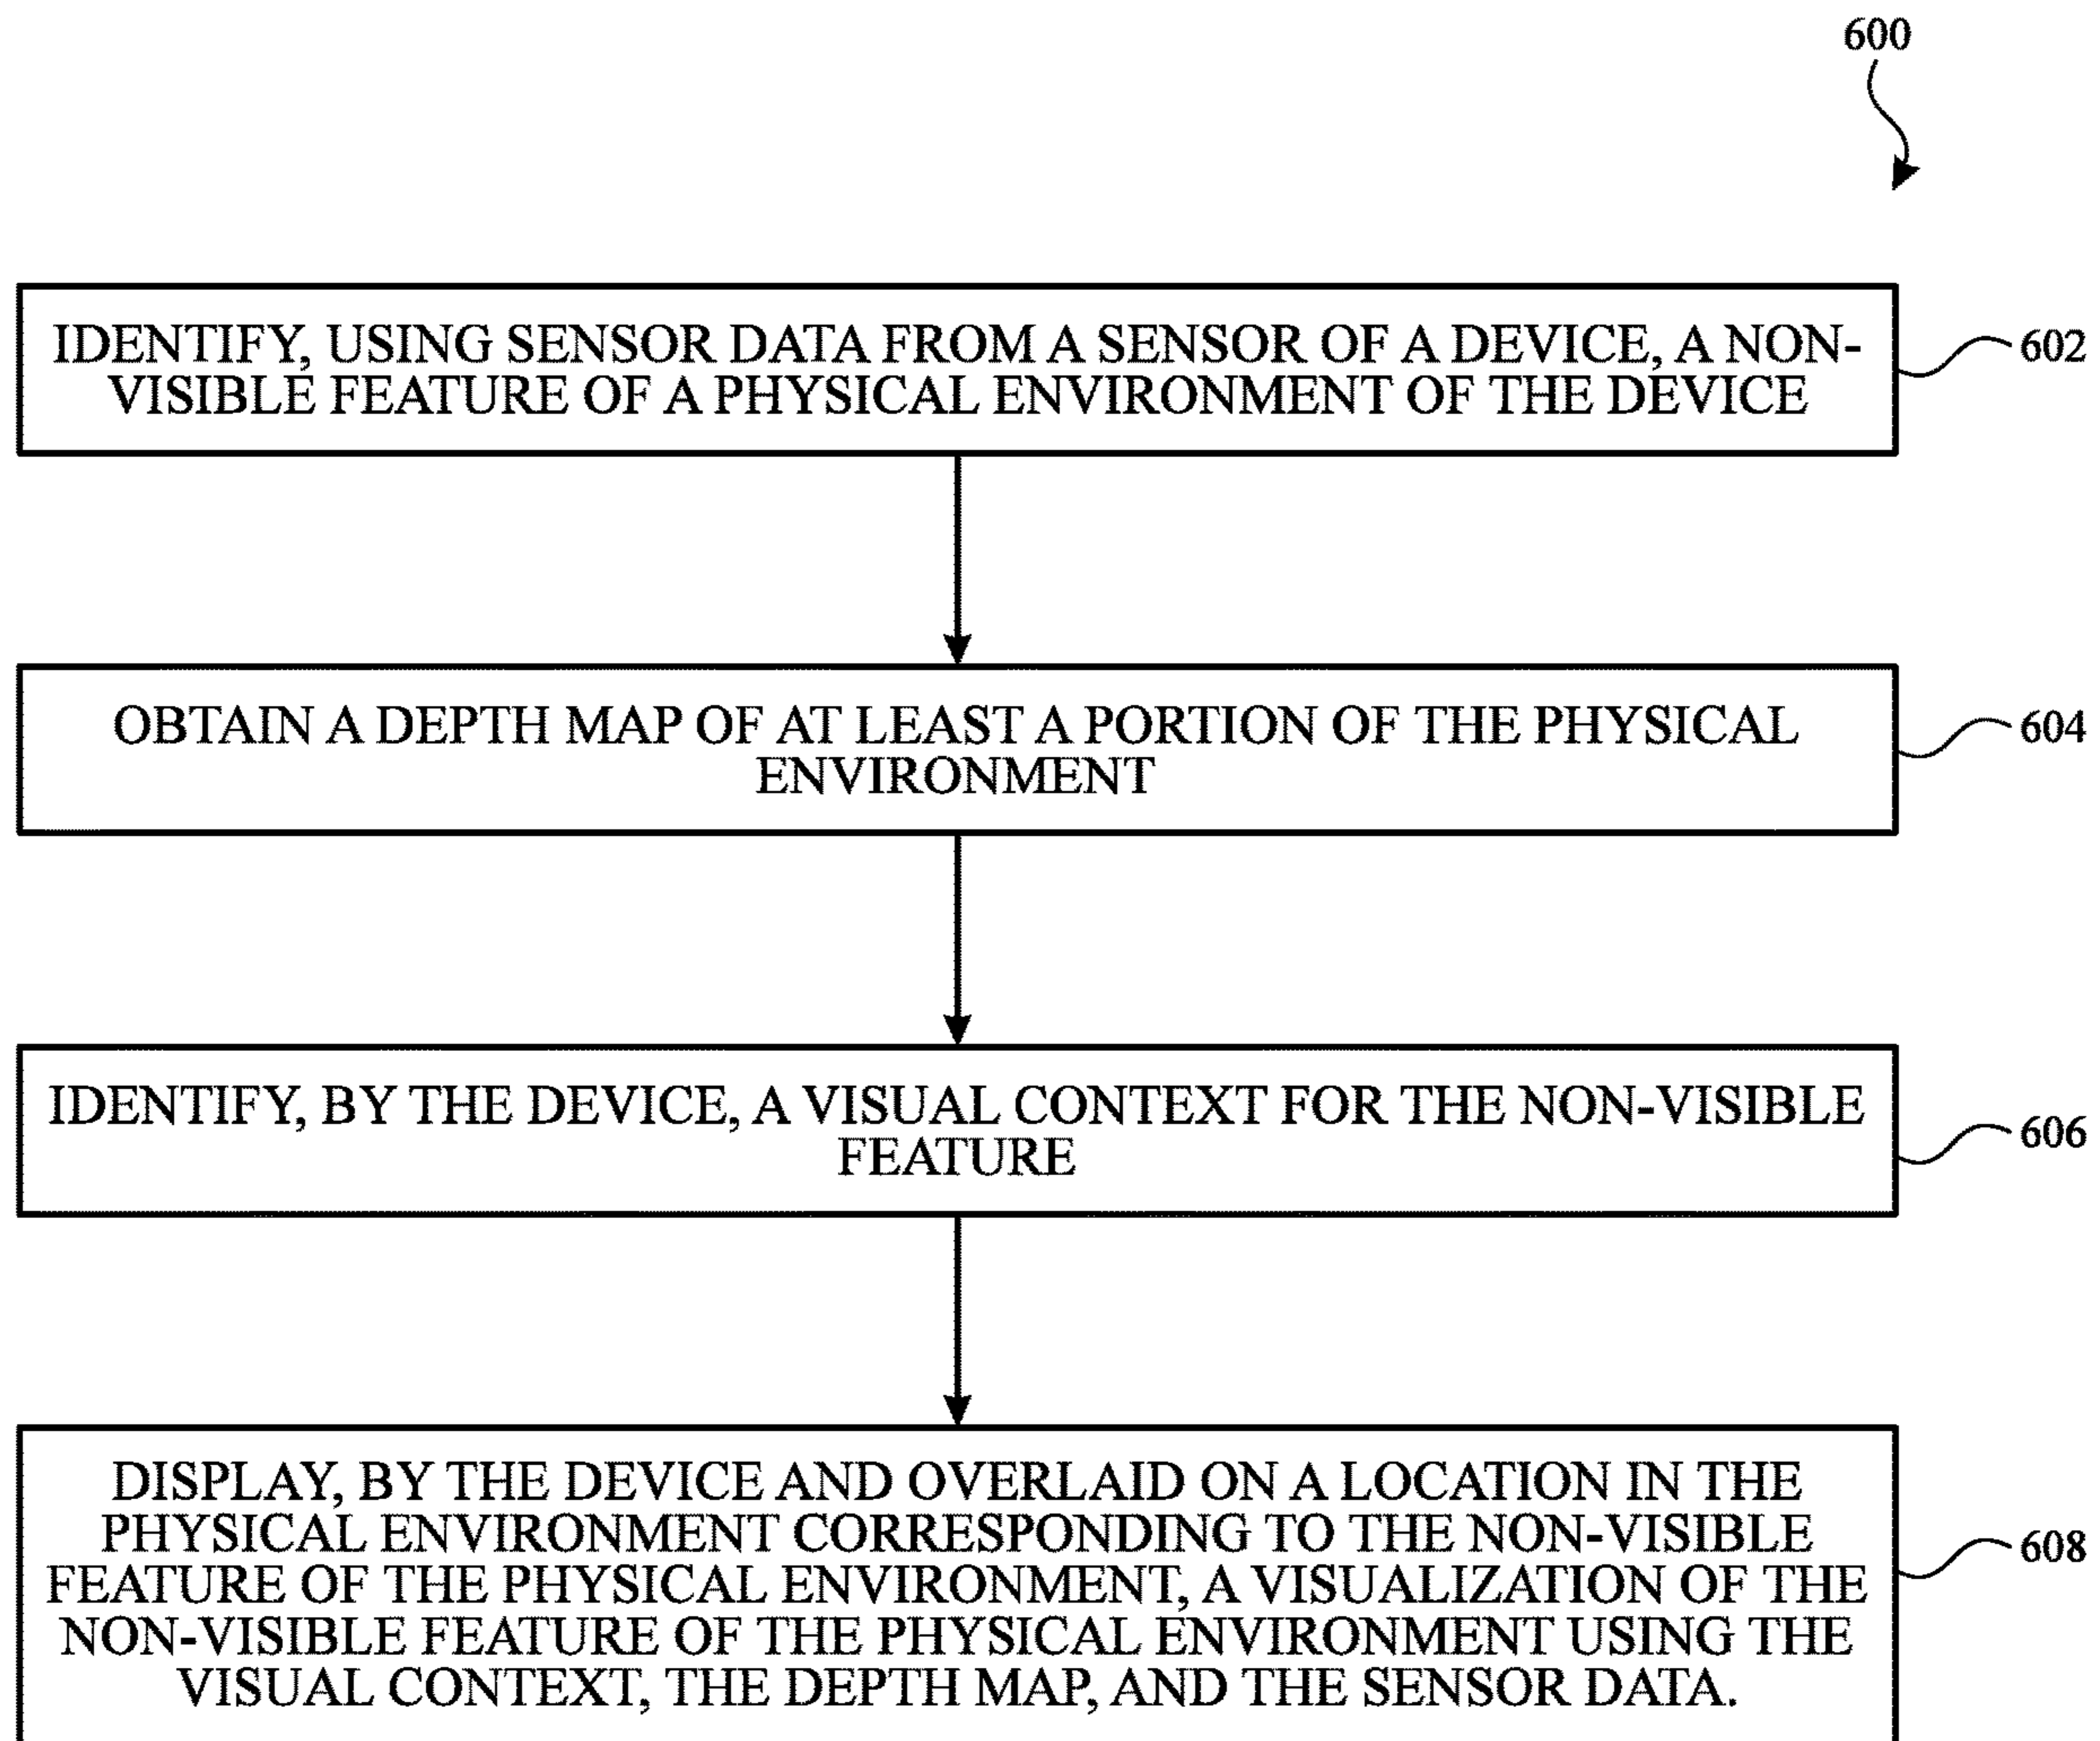 600
IDENTIFY, USING SENSOR DATA FROM A SENSOR OF A DEVICE, A NON-
VISIBLE FEATURE OF A PHYSICAL ENVIRONMENT OF THE DEVICE
602
OBTAIN A DEPTH MAP OF AT LEAST A PORTION OF THE PHYSICAL
ENVIRONMENT
604
IDENTIFY, BY THE DEVICE, A VISUAL CONTEXT FOR THE NON-VISIBLE
FEATURE
606
DISPLAY, BY THE DEVICE AND OVERLAID ON A LOCATION IN THE
PHYSICAL ENVIRONMENT CORRESPONDING TO THE NON-VISIBLE
FEATURE OF THE PHYSICAL ENVIRONMENT, A VISUALIZATION OF THE
NON-VISIBLE FEATURE OF THE PHYSICAL ENVIRONMENT USING THE
VISUAL CONTEXT, THE DEPTH MAP, AND THE SENSOR DATA.
608